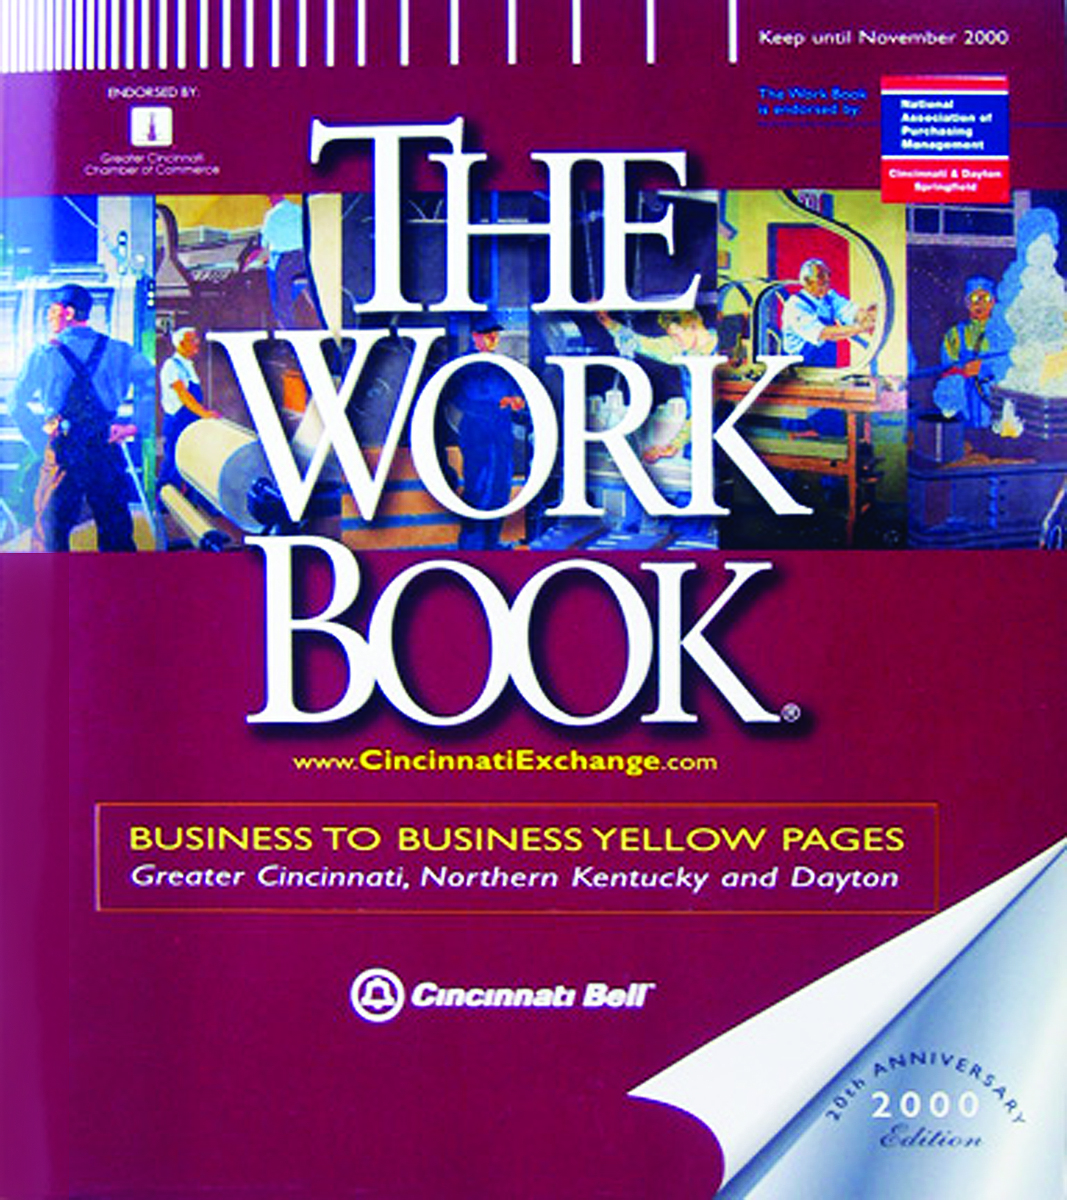 Keep until November 2000
ENDORSED BY:
Greater Cincinnati
Chamber of Commerce
The Work Book
is endorsed by:
National
Association of
Purchasing
Management
Cincinnati & Dayton
Springfield
THE
WORK
BOOK®
www.CincinnatiExchange.com
BUSINESS TO BUSINESS YELLOW PAGES
Greater Cincinnati, Northern Kentucky and Dayton
Cincinnati Bell™
20th ANNIVERSARY
2000
Edition